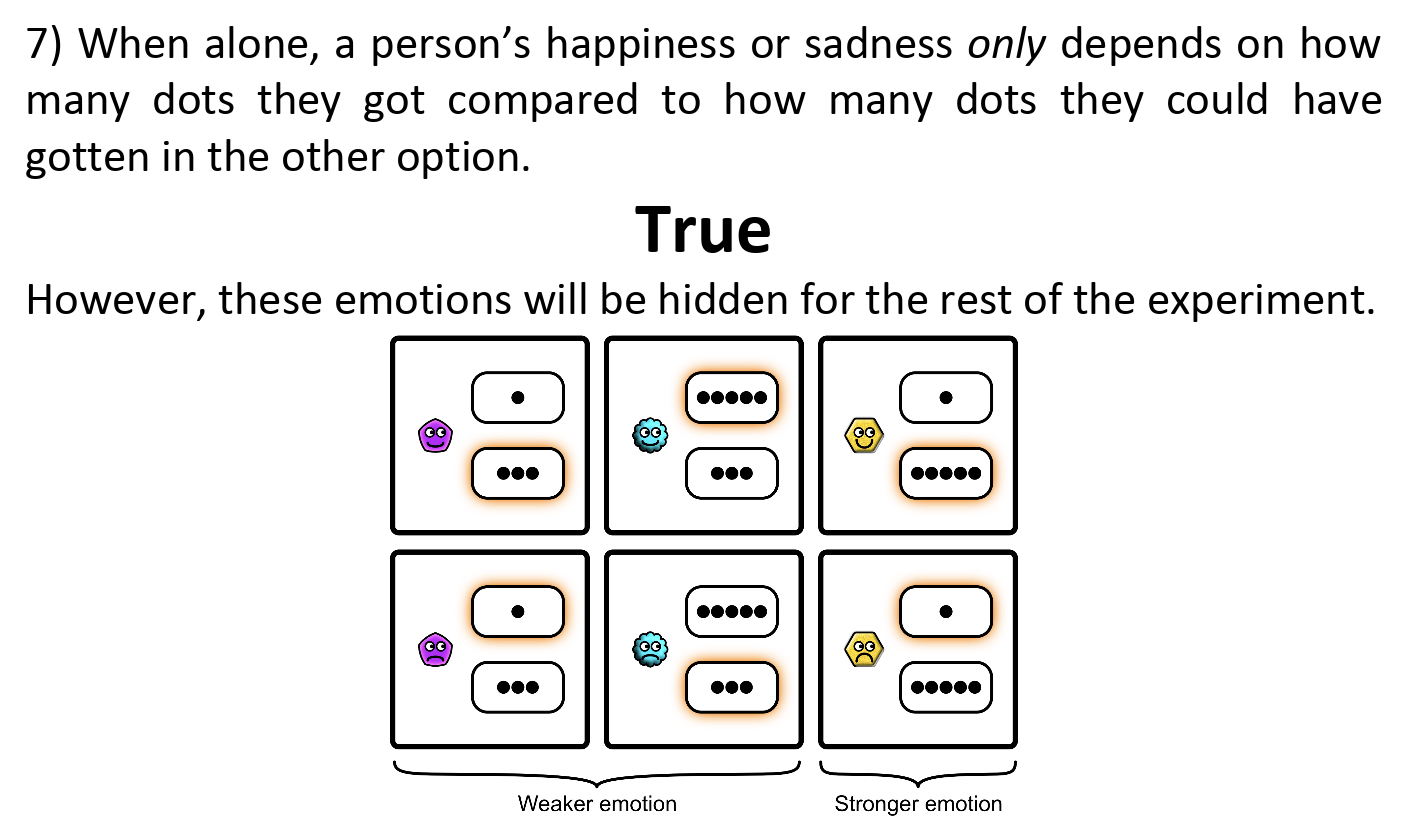 7) When alone, a person’s happiness or sadness only depends on how
many dots they got compared to how many dots they could have
gotten in the other option.
True
However, these emotions will be hidden for the rest of the experiment.
Weaker emotion
Stronger emotion